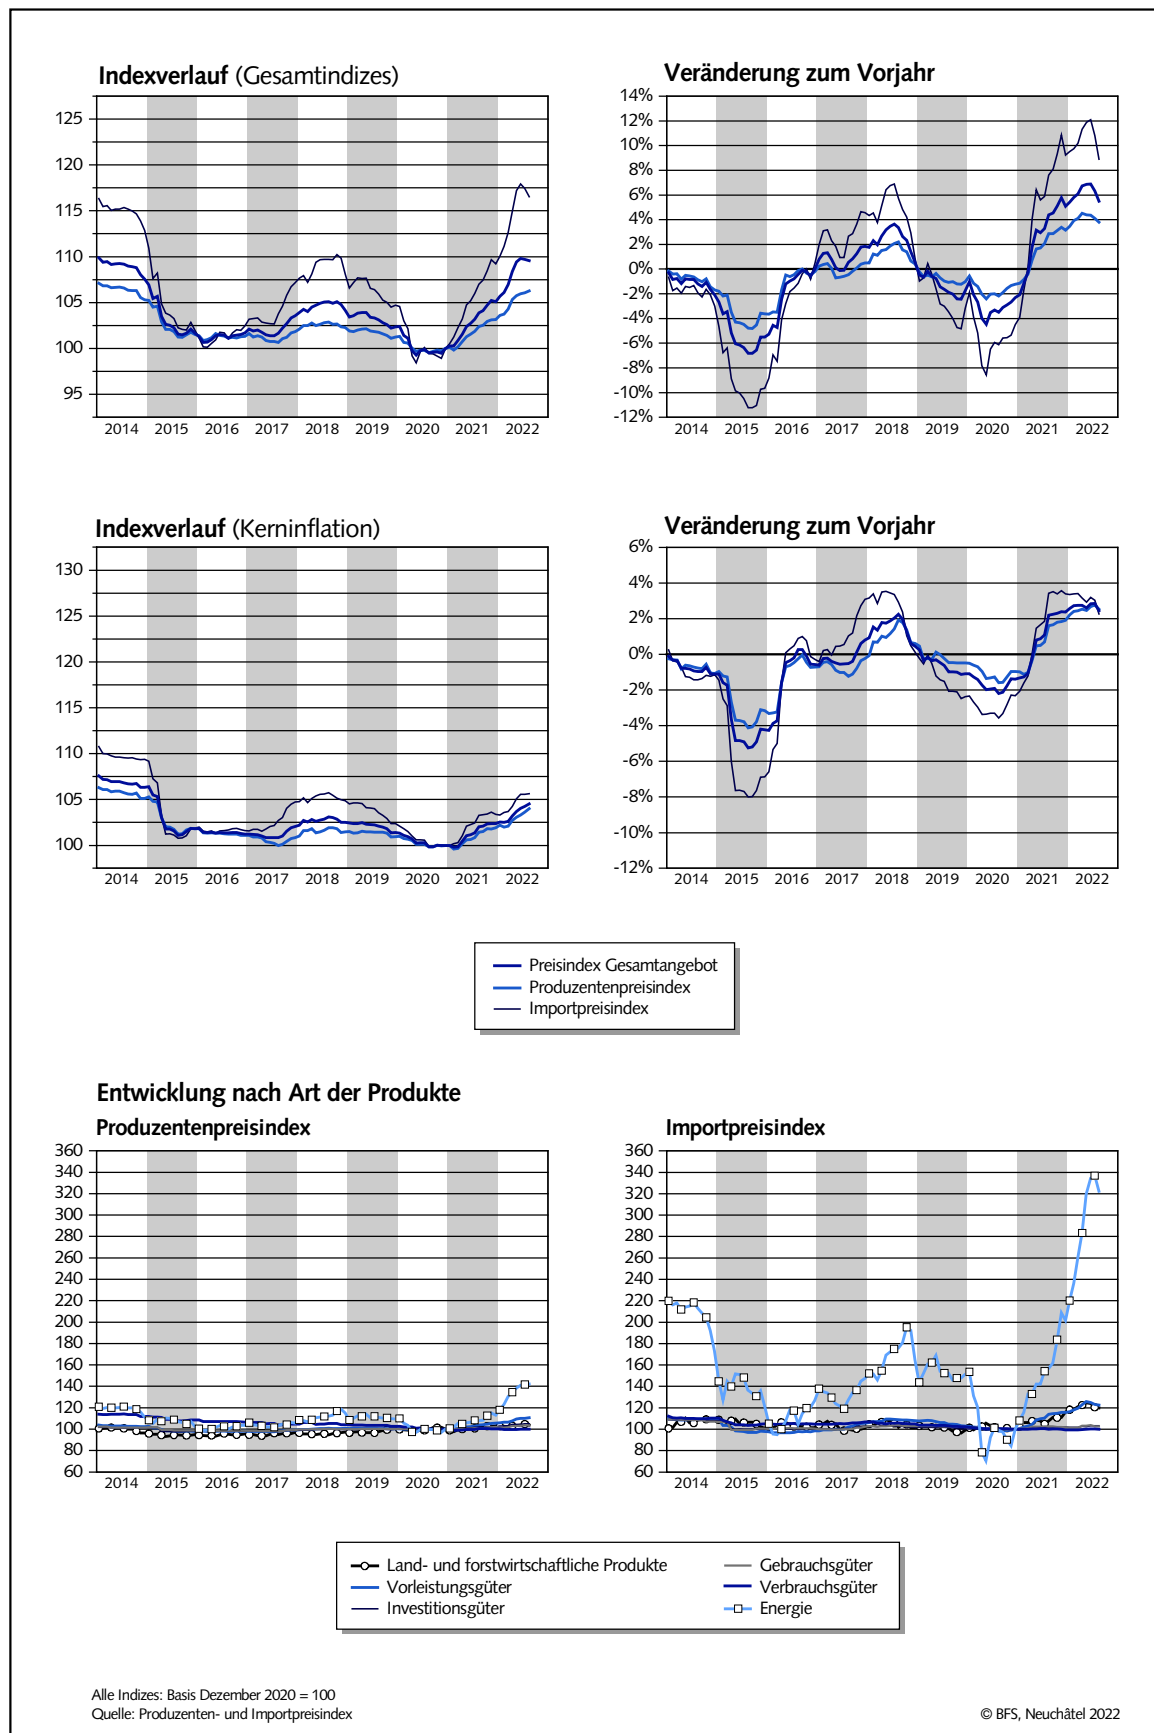 Indexverlauf (Gesamtindizes)
125
120
115
110
105
100
95
2014 2015 2016 2017 2018 2019 2020 2021 2022
Veränderung zum Vorjahr
14%
12%
10%
8%
6%
4%
2%
0%
-2%
-4%
-6%
-8%
-10%
-12%
2014 2015 2016 2017 2018 2019 2020 2021 2022
Indexverlauf (Kerninflation)
130
125
120
115
110
105
100
2014 2015 2016 2017 2018 2019 2020 2021 2022
Veränderung zum Vorjahr
6%
4%
2%
0%
-2%
-4%
-6%
-8%
-10%
-12%
2014 2015 2016 2017 2018 2019 2020 2021 2022
Preisindex Gesamtangebot
Produzentenpreisindex
Importpreisindex
Entwicklung nach Art der Produkte
Produzentenpreisindex
360
340
320
300
280
260
240
220
200
180
160
140
120
100
80
60
2014 2015 2016 2017 2018 2019 2020 2021 2022
Importpreisindex
360
340
320
300
280
260
240
220
200
180
160
140
120
100
80
60
2014 2015 2016 2017 2018 2019 2020 2021 2022
Land- und forstwirtschaftliche Produkte
Vorleistungsgüter
Investitionsgüter
Gebrauchsgüter
Verbrauchsgüter
Energie
Alle Indizes: Basis Dezember 2020 = 100
Quelle: Produzenten- und Importpreisindex
© BFS, Neuchâtel 2022